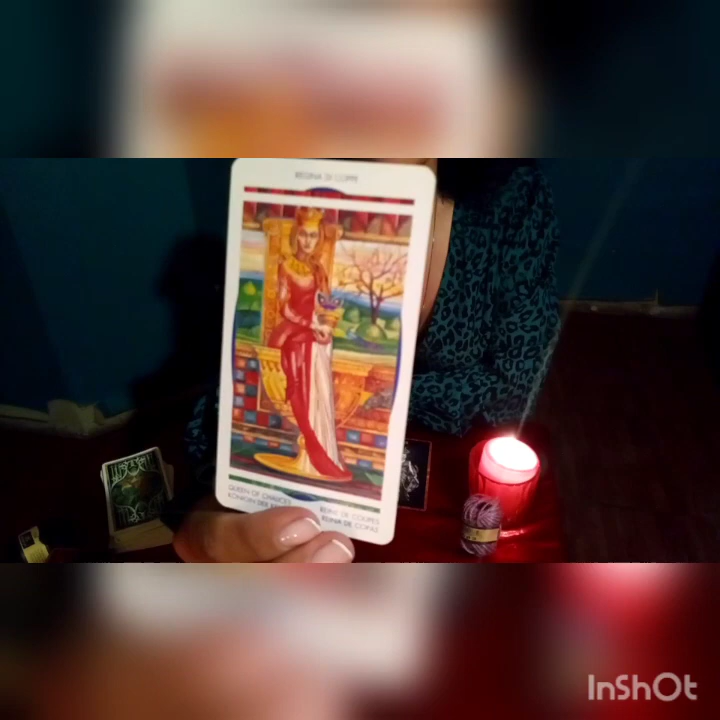 REGINA DI COPPE
QUEEN OF CHALICES
REINE DE COUPES
REINA DE COPAS
InShOt